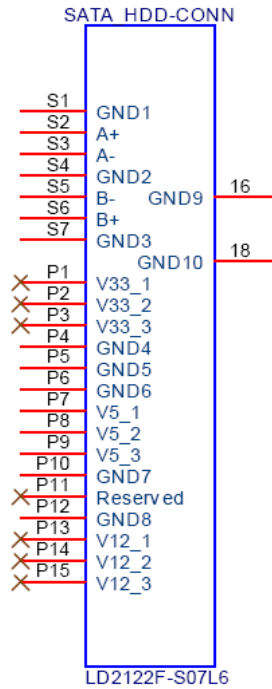 SATA HDD-CONN
S1 GND1
S2 A+
S3 A-
S4 GND2
S5 B- GND9 16
S6 B+
S7 GND3
GND10 18
P1 V33_1
P2 V33_2
P3 V33_3
P4 GND4
P5 GND5
P6 GND6
P7 V5_1
P8 V5_2
P9 V5_3
P10 GND7
P11 Reserved
P12 GND8
P13 V12_1
P14 V12_2
P15 V12_3
LD2122F-S07L6